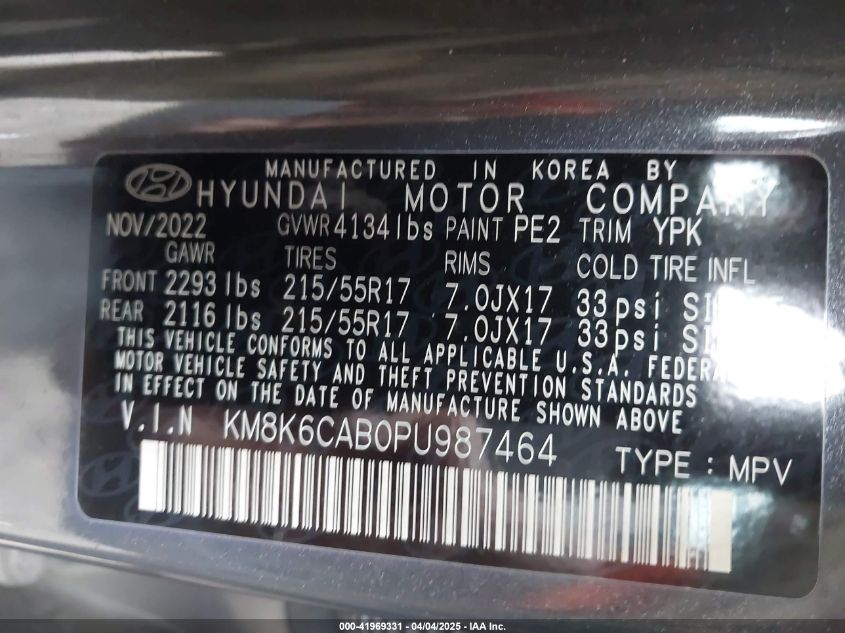 MANUFACTURED IN KOREA BY
HYUNDAI MOTOR COMPANY
NOV/2022 GVWR 4134 lbs PAINT PE2 TRIM YPK
GAWR TIRES RIMS COLD TIRE INFL
FRONT 2293 lbs 215/55R17 7.0JX17 33psi
REAR 2116 lbs 215/55R17 7.0JX17 33psi
THIS VEHICLE CONFORMS TO ALL APPLICABLE U.S.A.
MOTOR VEHICLE SAFETY AND THEFT PREVENTION STANDARDS
IN EFFECT ON THE DATE OF MANUFACTURE SHOWN ABOVE
V.I.N KM8K6CAB0PU987464 TYPE : MPV
000-41969331 - 04/04/2025 - IAA Inc.